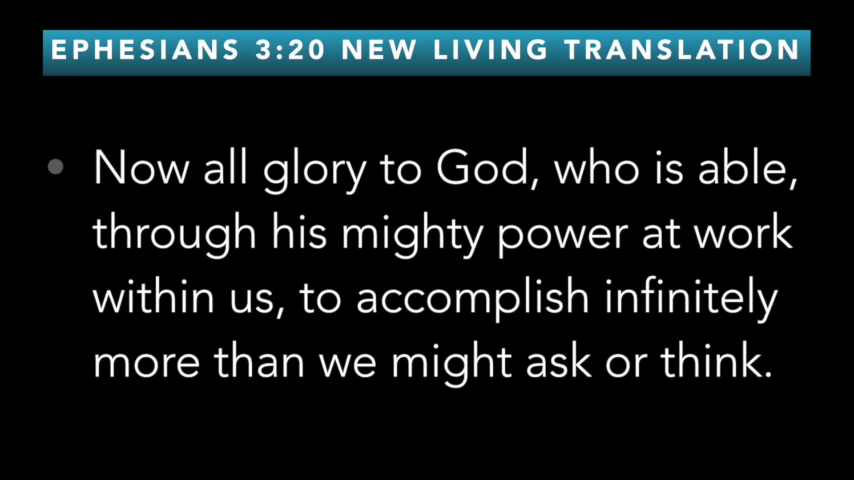 EPHESIANS 3:20 NEW LIVING TRANSLATION
• Now all glory to God, who is able,
through his mighty power at work
within us, to accomplish infinitely
more than we might ask or think.